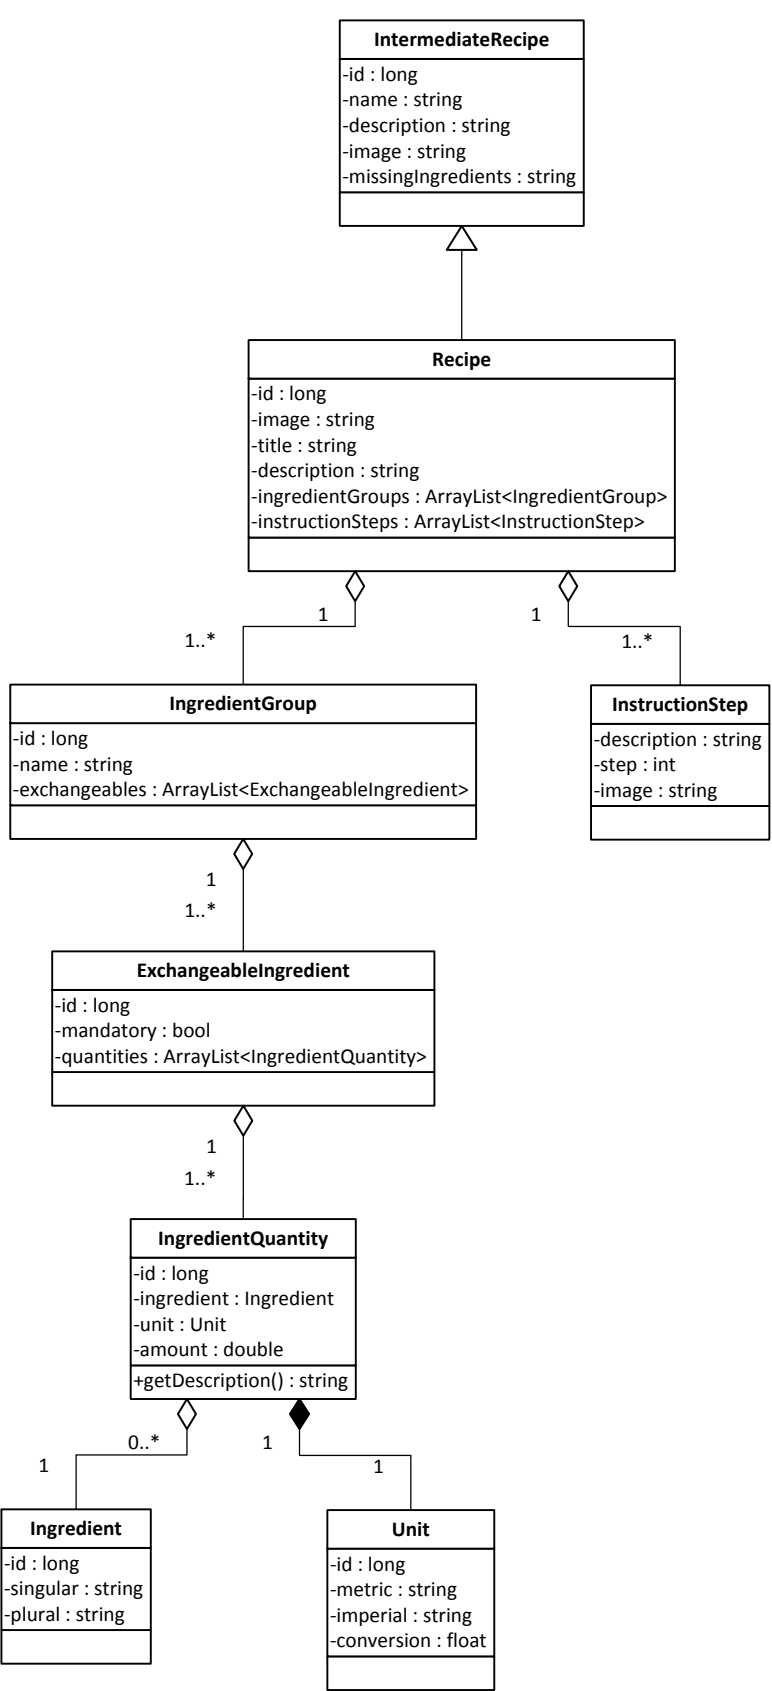 IntermediateRecipe
-id : long
-name : string
-description : string
-image : string
-missingIngredients : string
Recipe
-id : long
-image : string
-title : string
-description : string
-ingredientGroups : ArrayList<IngredientGroup>
-instructionSteps : ArrayList<InstructionStep>
1
1..*
1
1..*
IngredientGroup
-id : long
-name : string
-exchangeables : ArrayList<ExchangeableIngredient>
InstructionStep
-description : string
-step : int
-image : string
1
1..*
ExchangeableIngredient
-id : long
-mandatory : bool
-quantities : ArrayList<IngredientQuantity>
1
1..*
IngredientQuantity
-id : long
-ingredient : Ingredient
-unit : Unit
-amount : double
+getDescription() : string
0..*
1
1
1
Ingredient
-id : long
-singular : string
-plural : string
Unit
-id : long
-metric : string
-imperial : string
-conversion : float